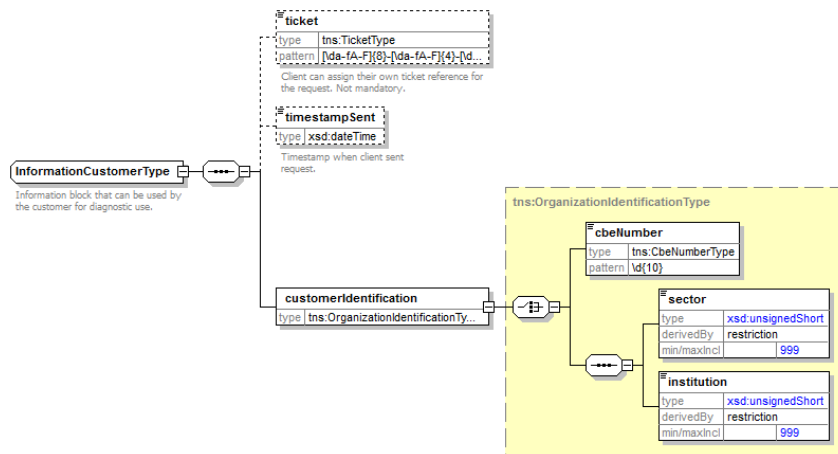 ticket
type tns:TicketType
pattern [\da-fA-F]{8}-[\da-fA-F]{4}-[\d...
Client can assign their own ticket reference for
the request. Not mandatory.
timestampSent
type xsd:dateTime
Timestamp when client sent
request.
InformationCustomerType
Information block that can be used by
the customer for diagnostic use.
tns:OrganizationIdentificationType
cbeNumber
type tns:CbeNumberType
pattern \d{10}
customerIdentification
type tns:OrganizationIdentificationTy...
sector
type xsd:unsignedShort
derivedBy restriction
min/maxIncl 999
institution
type xsd:unsignedShort
derivedBy restriction
min/maxIncl 999